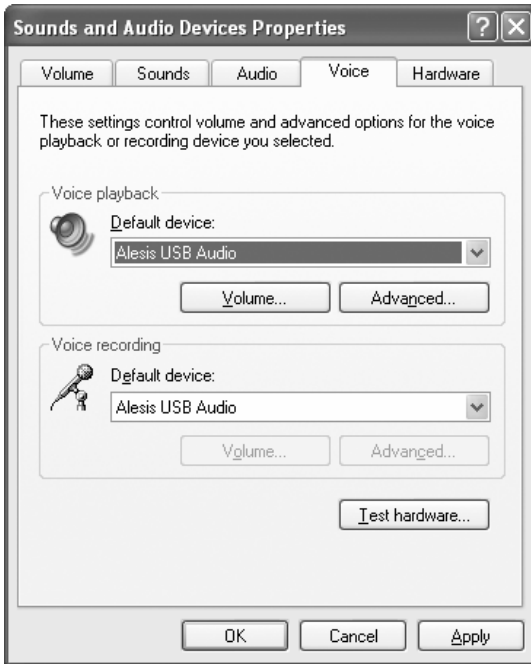 Sounds and Audio Devices Properties
Volume
Sounds
Audio
Voice
Hardware
These settings control volume and advanced options for the voice
playback or recording device you selected.
Voice playback
Default device:
Alesis USB Audio
Volume...
Advanced...
Voice recording
Default device:
Alesis USB Audio
Volume...
Advanced...
Test hardware...
OK
Cancel
Apply